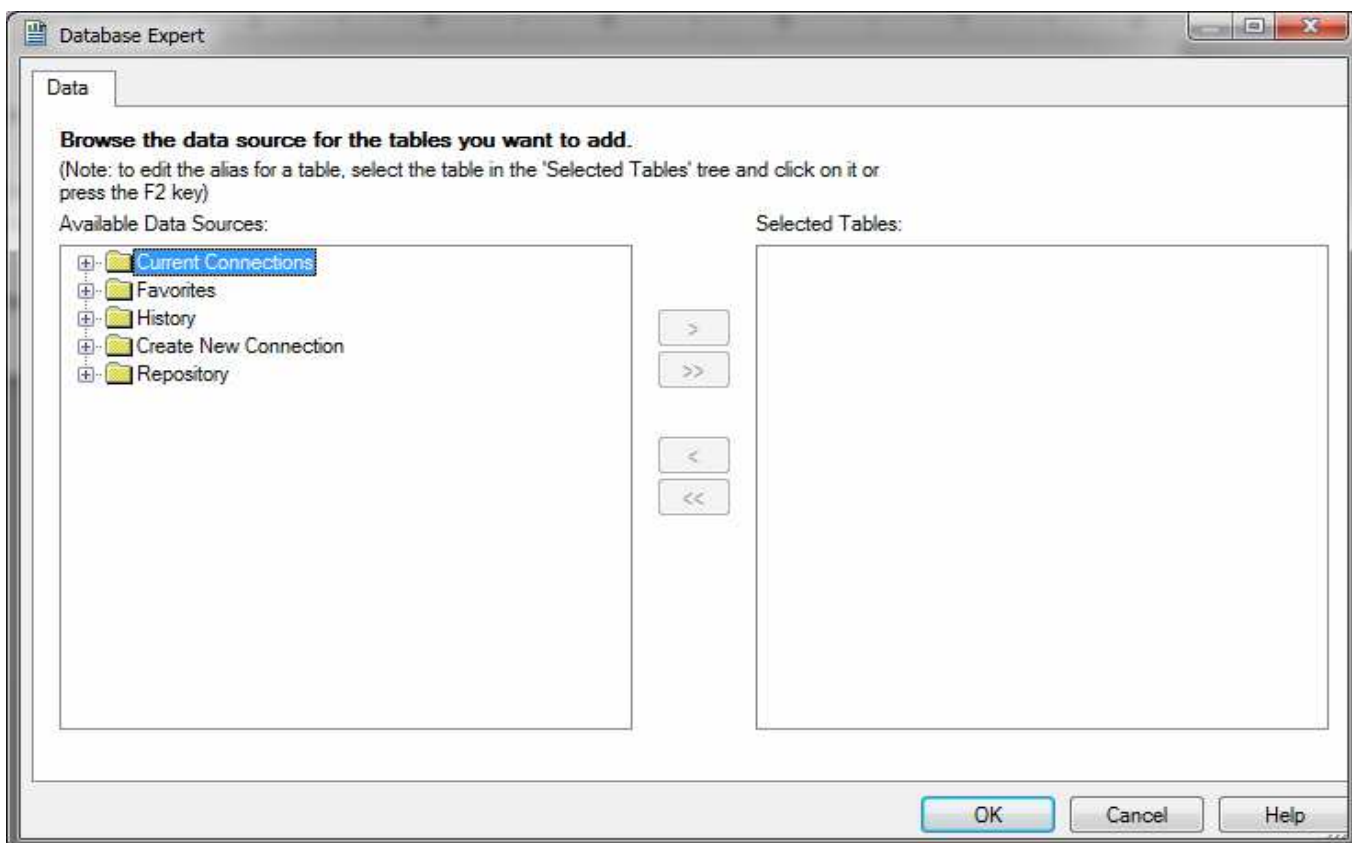 Database Expert
Data
Browse the data source for the tables you want to add.
(Note: to edit the alias for a table, select the table in the 'Selected Tables' tree and click on it or
press the F2 key)
Available Data Sources:
Selected Tables:
Current Connections
Favorites
History
Create New Connection
Repository
>
>>
<
<<
OK
Cancel
Help